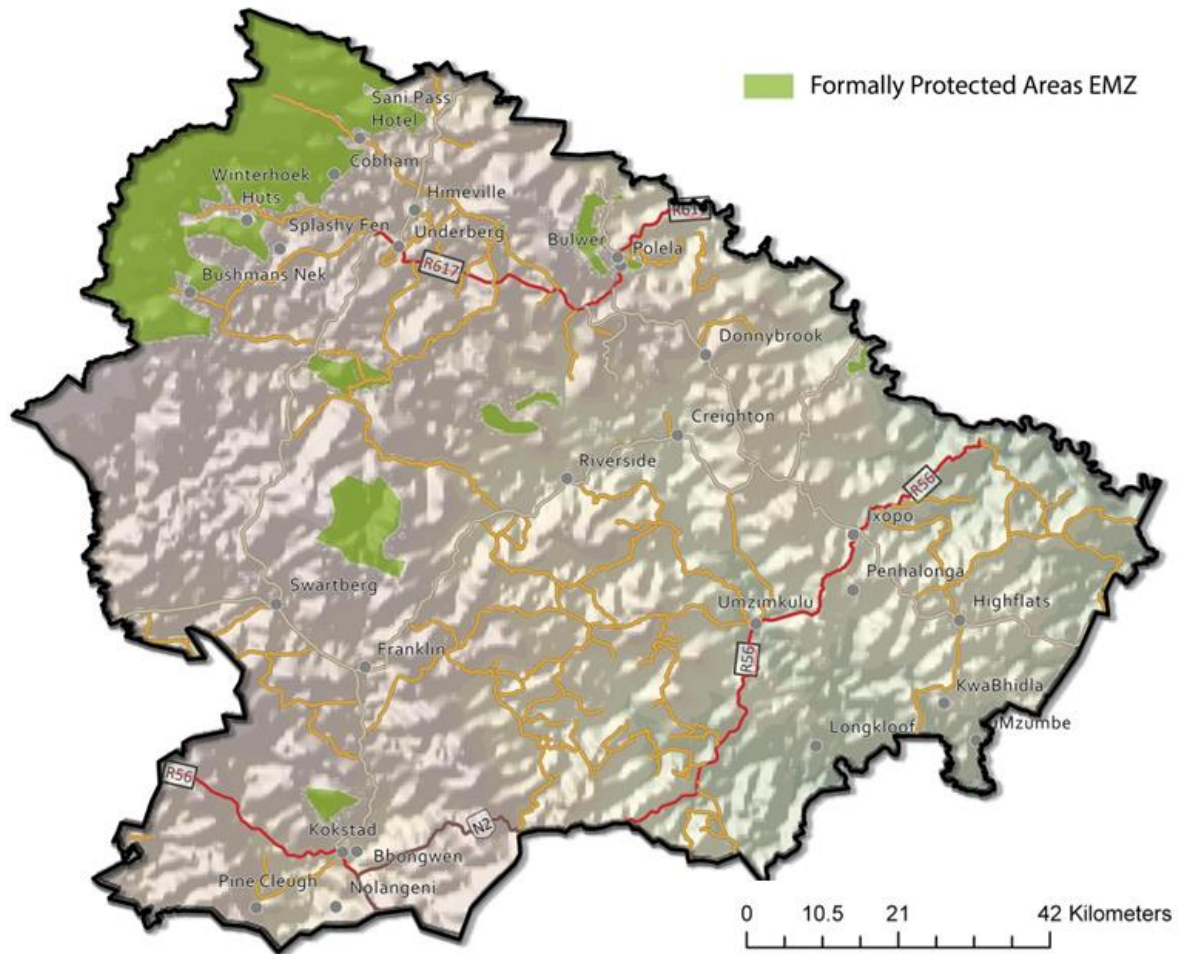 Formally Protected Areas EMZ
Sani Pass
Hotel
Cobham
Winterhoek
Huts
Himeville
Splashy Fen
Underberg
Bulwer
Polela
R617
Bushmans Nek
Donnybrook
Creighton
Riverside
R56
Ixopo
Penhalonga
Swartberg
Umzimkulu
Highflats
Franklin
R56
KwaBhidla
Longkloof
uMzumbe
R56
Kokstad
N2
Bhongweni
Pine Cleugh
Nolangeni
0 10.5 21 42 Kilometers